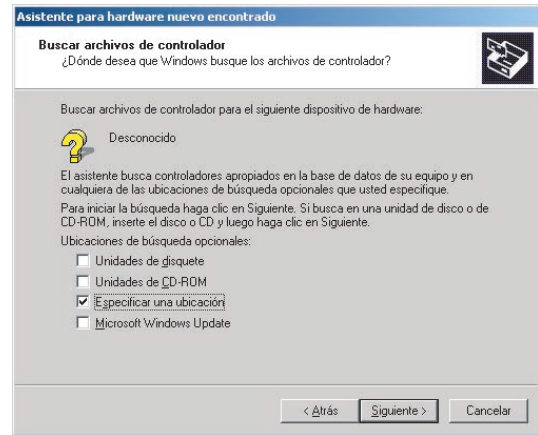 Asistente para hardware nuevo encontrado
Buscar archivos de controlador
¿Dónde desea que Windows busque los archivos de controlador?
Buscar archivos de controlador para el siguiente dispositivo de hardware:
Desconocido
El asistente busca controladores apropiados en la base de datos de su equipo y en
cualquiera de las ubicaciones de búsqueda opcionales que usted especifique.
Para iniciar la búsqueda haga clic en Siguiente. Si busca en una unidad de disco o de
CD-ROM, inserte el disco o CD y luego haga clic en Siguiente.
Ubicaciones de búsqueda opcionales:
Unidades de disquete
Unidades de CD-ROM
Especificar una ubicación
Microsoft Windows Update
< Atrás Siguiente > Cancelar